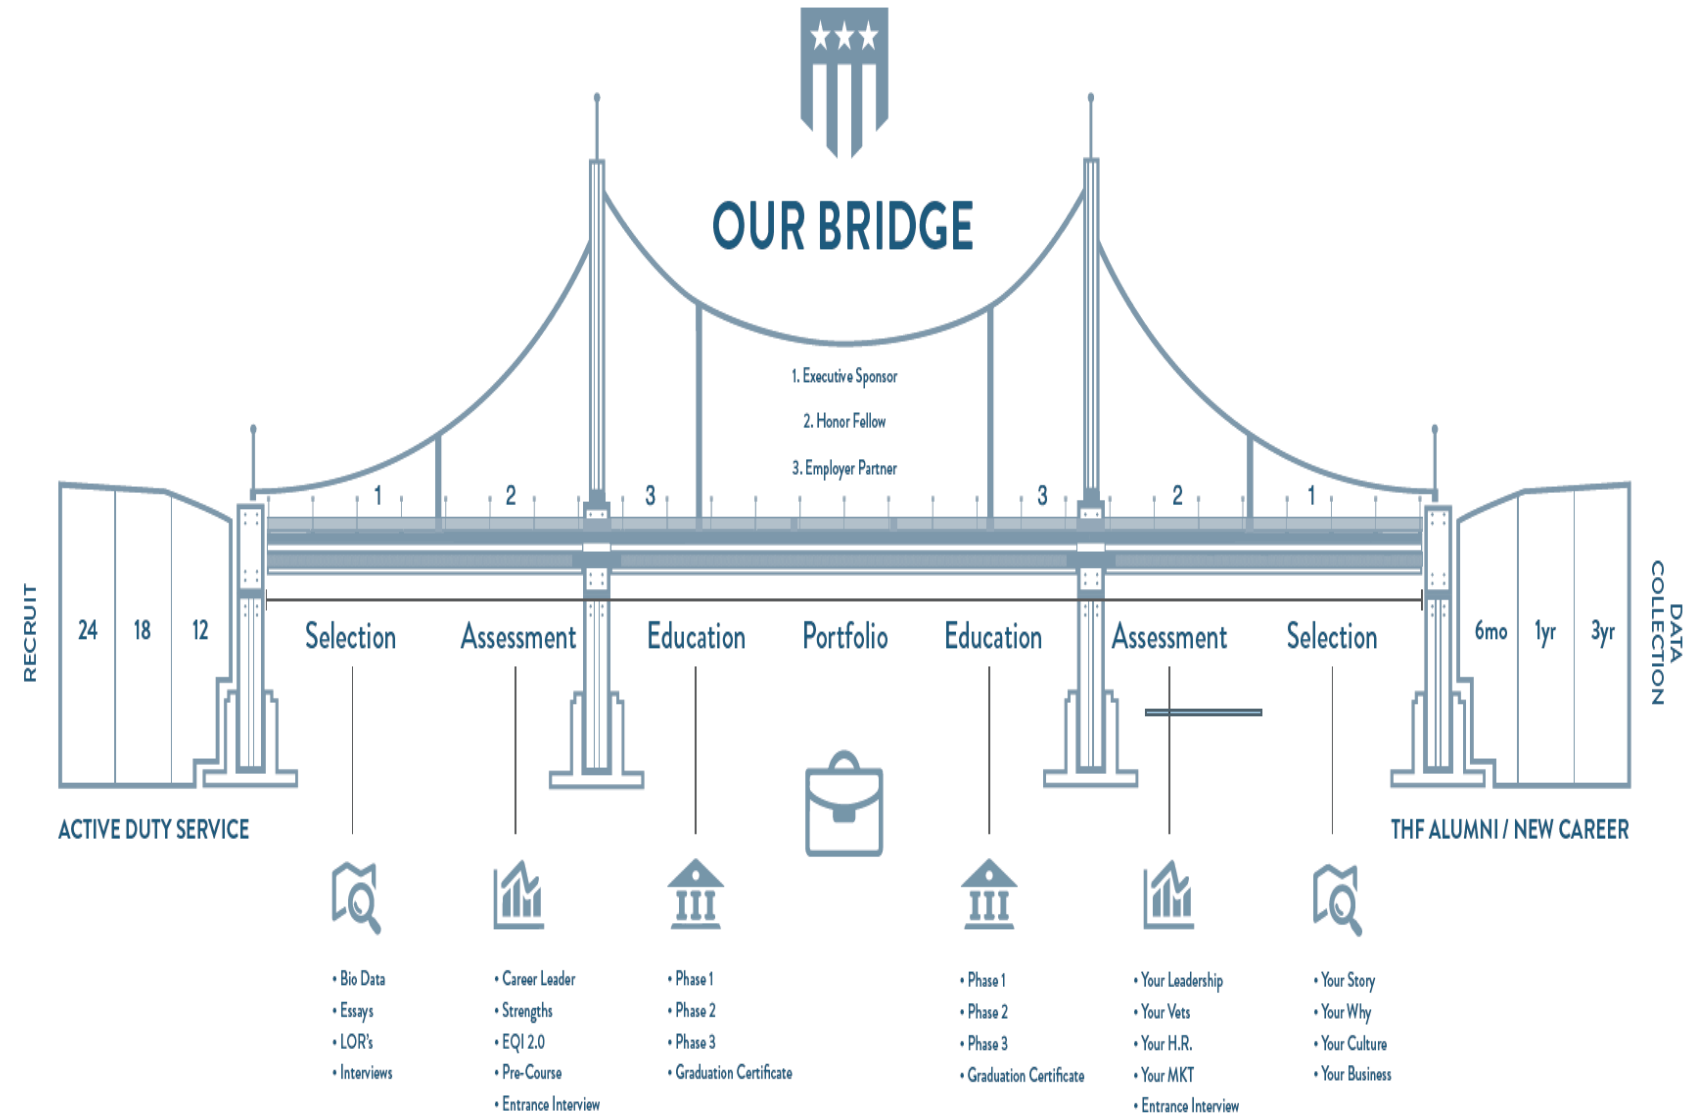 OUR BRIDGE
1. Executive Sponsor
2. Honor Fellow
3. Employer Partner
1 2 3 3 2 1
RECRUIT
24 18 12
Selection Assessment Education Portfolio Education Assessment Selection
6mo 1yr 3yr
DATA
COLLECTION
ACTIVE DUTY SERVICE
THF ALUMNI / NEW CAREER
• Bio Data
• Essays
• LOR's
• Interviews
• Career Leader
• Strengths
• EQI 2.0
• Pre-Course
• Entrance Interview
• Phase 1
• Phase 2
• Phase 3
• Graduation Certificate
• Phase 1
• Phase 2
• Phase 3
• Graduation Certificate
• Your Leadership
• Your Vets
• Your H.R.
• Your MKT
• Entrance Interview
• Your Story
• Your Why
• Your Culture
• Your Business